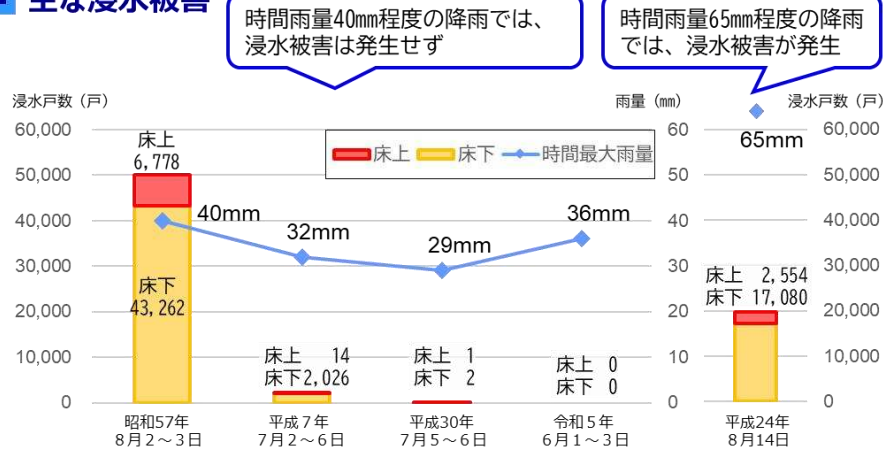 主な浸水被害
時間雨量40mm程度の降雨では、
浸水被害は発生せず
時間雨量65mm程度の降雨
では、浸水被害が発生
浸水戸数（戸）
雨量（mm）
浸水戸数（戸）
60,000
50,000
40,000
30,000
20,000
10,000
0
床上
6,778
床下
43,262
床上 床下 時間最大雨量
40mm
32mm
29mm
36mm
床上 14
床下2,026
床上 1
床下 2
床上 0
床下 0
60
50
40
30
20
10
0
65mm
床上 2,554
床下 17,080
60,000
50,000
40,000
30,000
20,000
10,000
0
昭和57年
8月2～3日
平成7年
7月2～6日
平成30年
7月5～6日
令和5年
6月1～3日
平成24年
8月14日